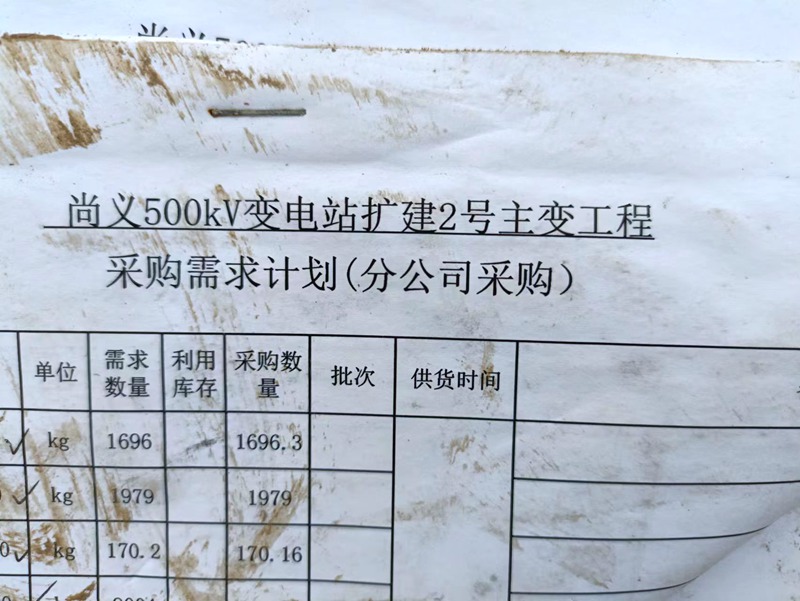 尚义500kV变电站扩建2号主变工程
采购需求计划(分公司采购)
单位 需求数量 利用库存 采购数量 批次 供货时间
kg 1696 1696.3
kg 1979 1979
0 kg 170.2 170.16